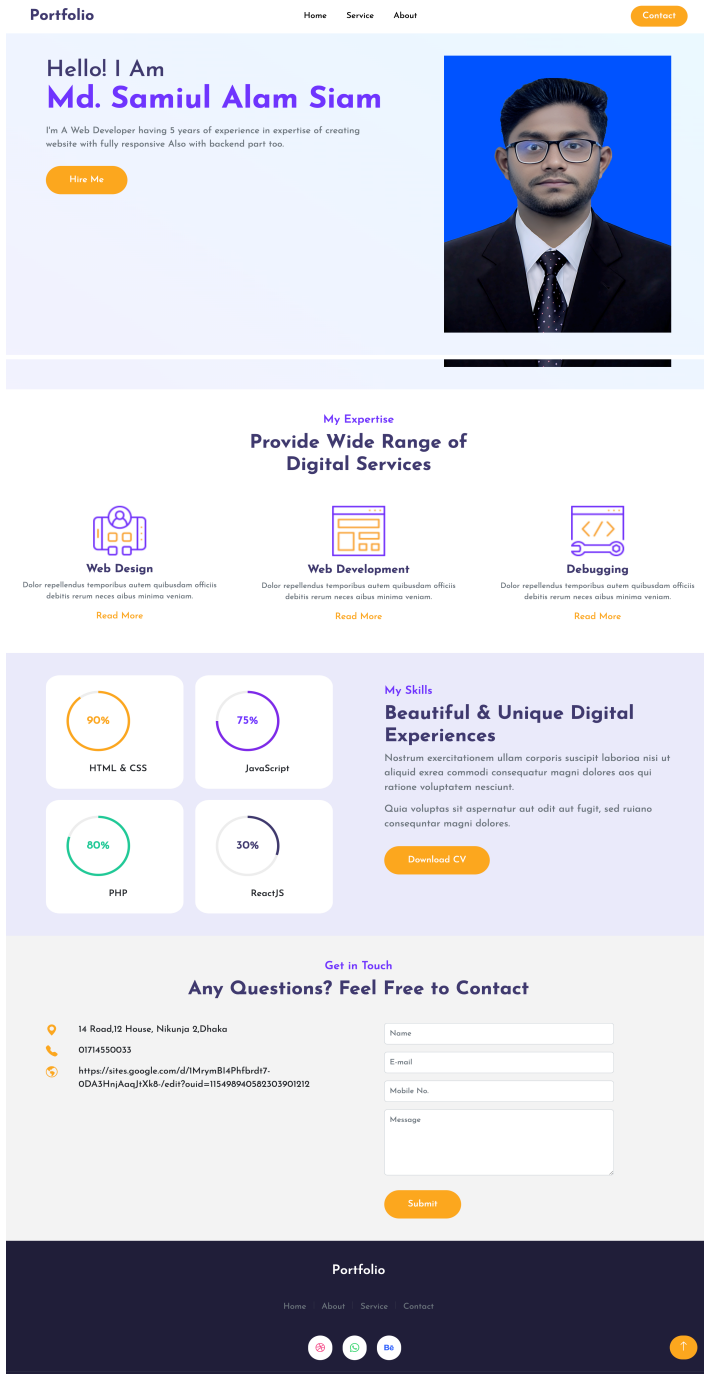 Portfolio
Home Service About
Contact
Hello! I Am
Md. Samiul Alam Siam
I'm A Web Developer having 5 years of experience in expertise of creating
website with fully responsive Also with backend part too.
Hire Me
My Expertise
Provide Wide Range of
Digital Services
Web Design
Dolor repellendus temporibus autem quibusdam officiis
debitis rerum neces aibus minima veniam.
Read More
Web Development
Dolor repellendus temporibus autem quibusdam officiis
debitis rerum neces aibus minima veniam.
Read More
Debugging
Dolor repellendus temporibus autem quibusdam officiis
debitis rerum neces aibus minima veniam.
Read More
90%
HTML & CSS
75%
JavaScript
80%
PHP
30%
ReactJS
My Skills
Beautiful & Unique Digital
Experiences
Nostrum exercitationem ullam corporis suscipit laborioa nisi ut
aliquid exrea commodi consequatur magni dolores aos qui
ratione voluptatem nesciunt.
Quia voluptas sit aspernatur aut odit aut fugit, sed ruiano
consequntar magni dolores.
Download CV
Get in Touch
Any Questions? Feel Free to Contact
14 Road,12 House, Nikunja 2,Dhaka
01714550033
https://sites.google.com/d/1MrymBI4Phfbrdt7-
0DA3HnjAaqJtXk8-/edit?ouid=115498940582303901212
Name
E-mail
Mobile No.
Message
Submit
Portfolio
Home About Service Contact
Bē